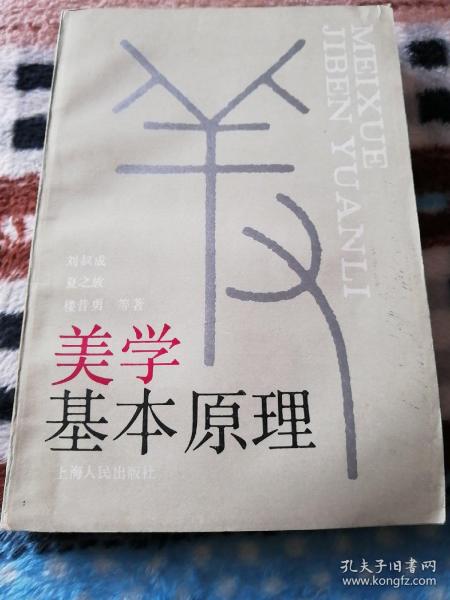 MEIXUE
JIBEN YUANLI
刘叔成
夏之放
楼昔勇 等著
美学
基本原理
上海人民出版社
孔夫子旧书网
www.kongfz.com